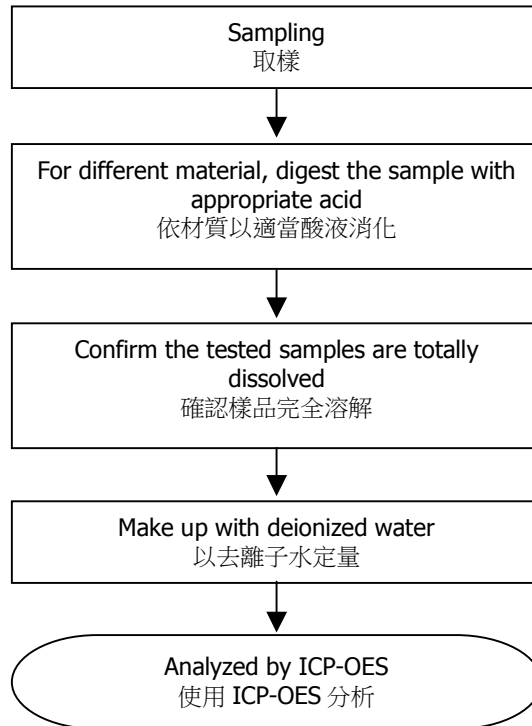 Sampling
取樣
For different material, digest the sample with
appropriate acid
依材質以適當酸液消化
Confirm the tested samples are totally
dissolved
確認樣品完全溶解
Make up with deionized water
以去離子水定量
Analyzed by ICP-OES
使用 ICP-OES 分析